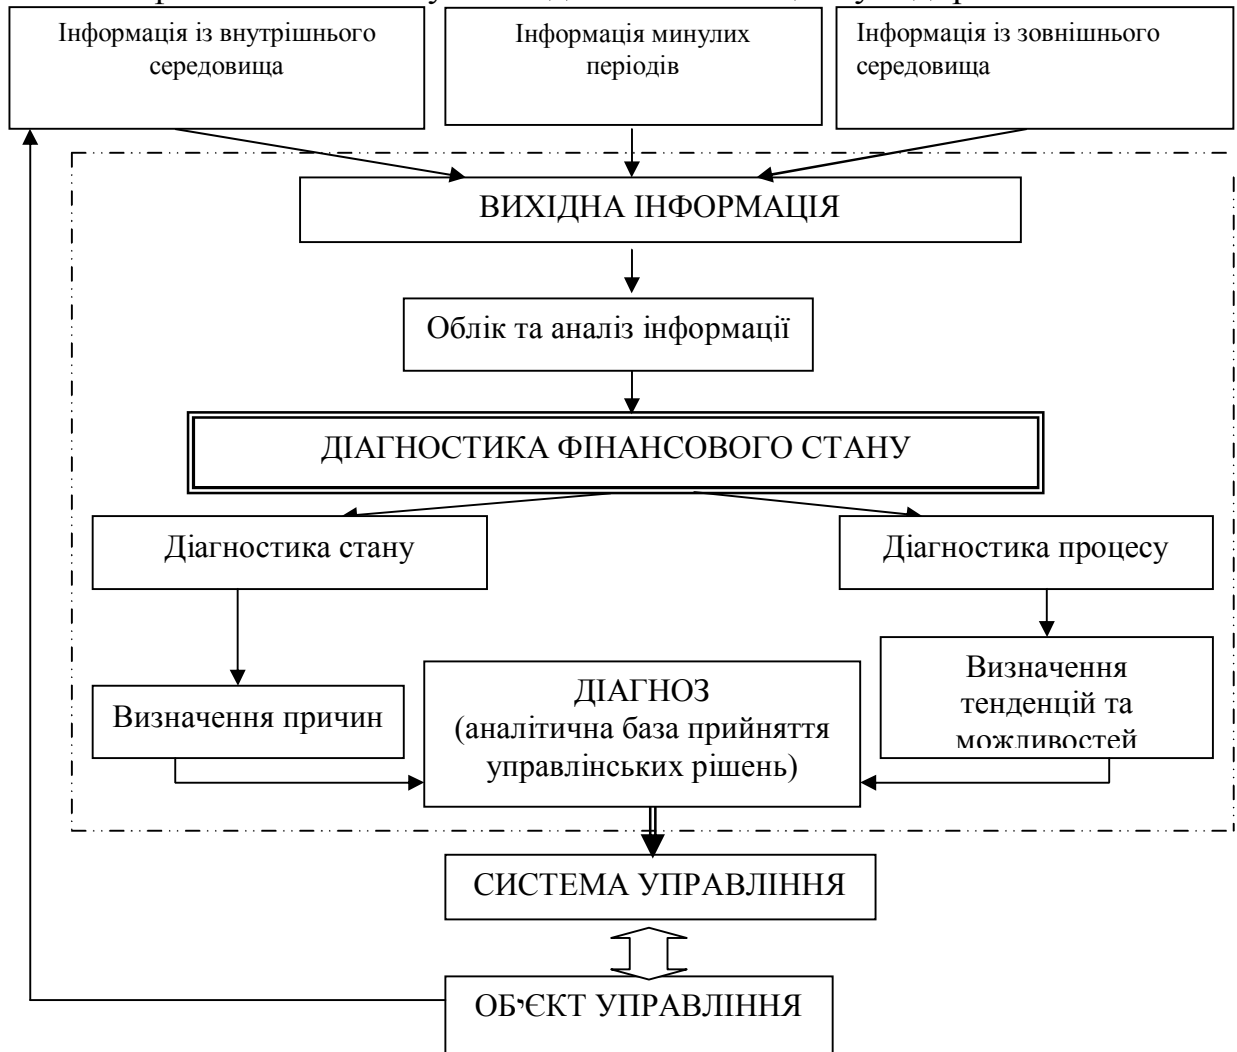 Інформація із внутрішнього
середовища
Інформація минулих
періодів
Інформація із зовнішнього
середовища
ВИХІДНА ІНФОРМАЦІЯ
Облік та аналіз інформації
ДІАГНОСТИКА ФІНАНСОВОГО СТАНУ
Діагностика стану
Діагностика процесу
Визначення причин
ДІАГНОЗ
(аналітична база прийняття
управлінських рішень)
Визначення
тенденцій та
можливостей
СИСТЕМА УПРАВЛІННЯ
ОБ'ЄКТ УПРАВЛІННЯ